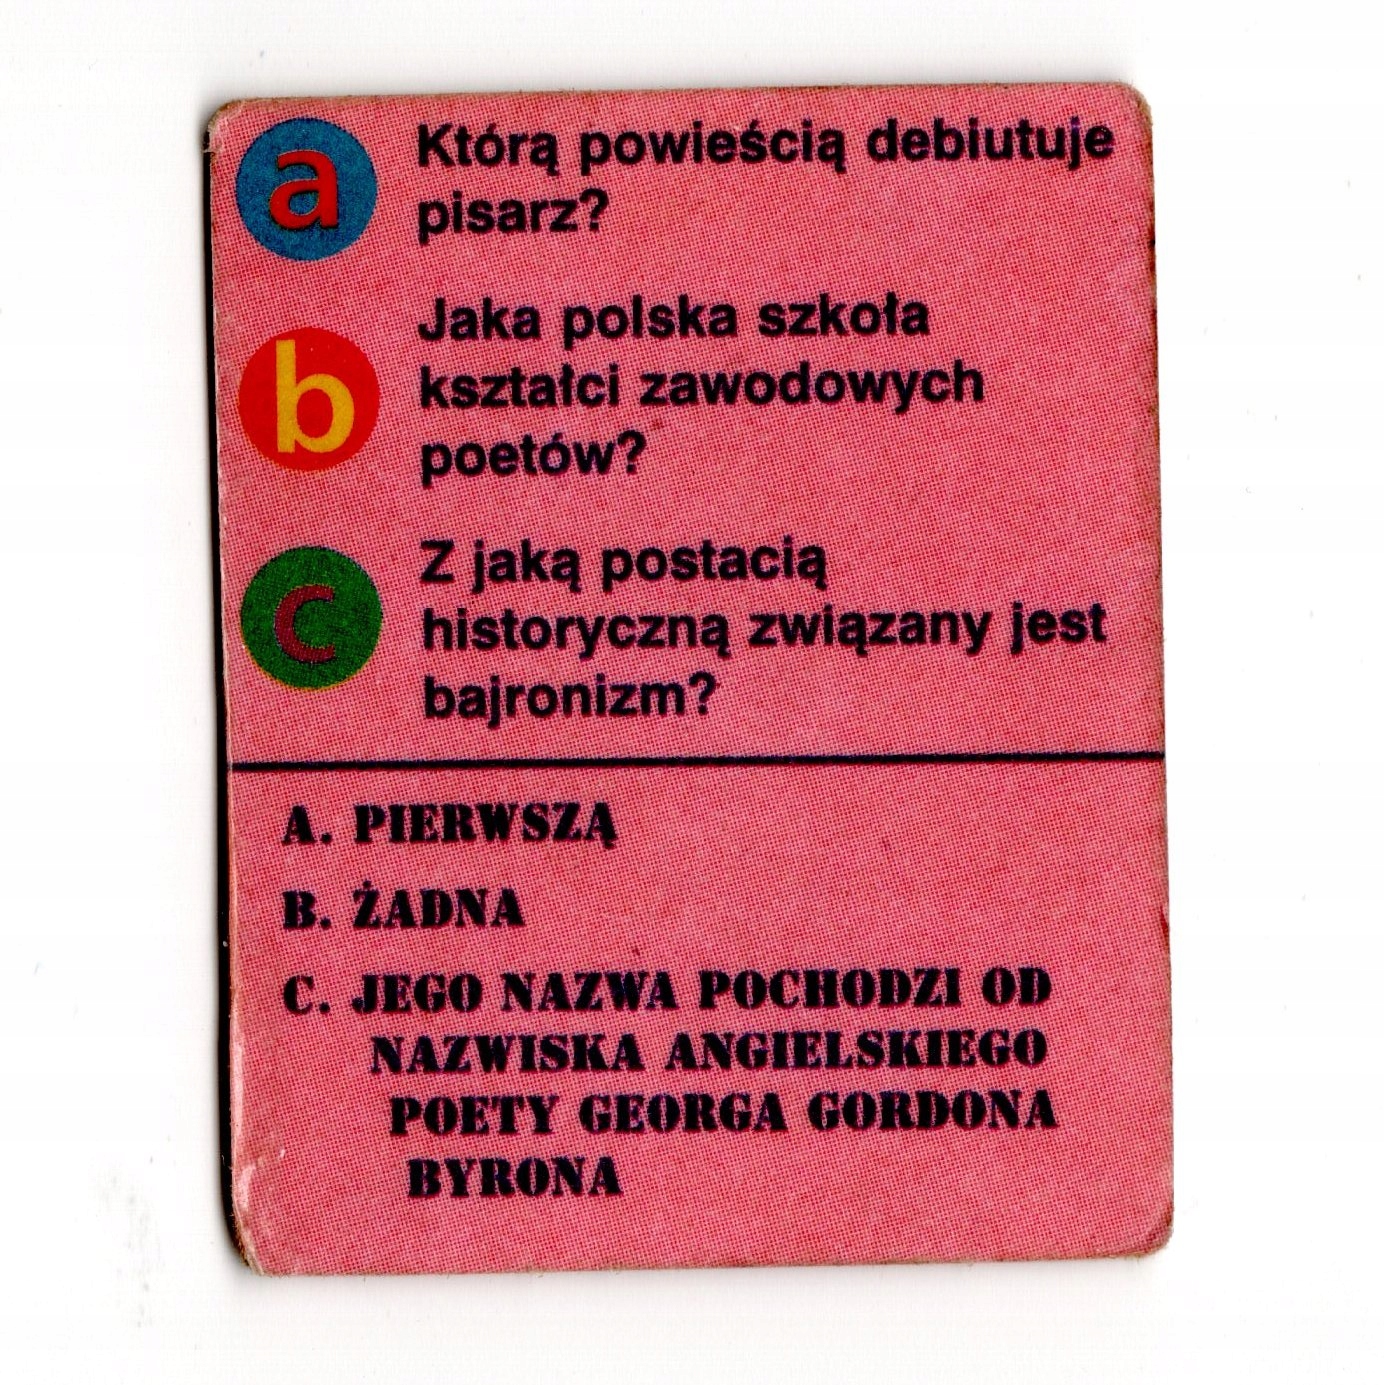 a Którą powieścią debiutuje
pisarz?
b Jaka polska szkoła
kształci zawodowych
poetów?
c Z jaką postacią
historyczną związany jest
bajronizm?
A. PIERWSZĄ
B. ŻADNA
C. JEGO NAZWA POCHODZI OD
NAZWISKA ANGIELSKIEGO
POETY GEORGA GORDONA
BYRONA